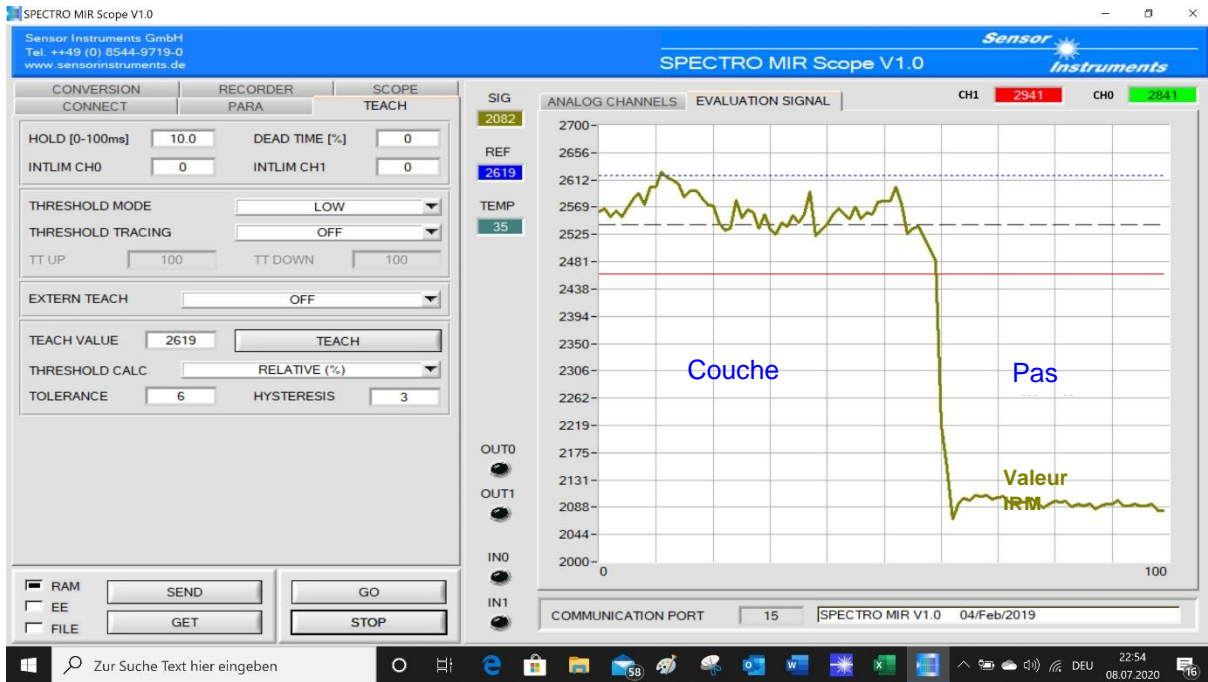 SPECTRO MIR Scope V1.0
Sensor Instruments GmbH
Tel. ++49 (0) 8544-9719-0
www.sensorinstruments.de
SPECTRO MIR Scope V1.0
Sensor
Instruments
CONVERSION RECORDER SCOPE
CONNECT PARA TEACH
HOLD [0-100ms] 10.0 DEAD TIME [%] 0
INTLIM CH0 0 INTLIM CH1 0
THRESHOLD MODE LOW
THRESHOLD TRACING OFF
TT UP 100 TT DOWN 100
EXTERN TEACH OFF
TEACH VALUE 2619 TEACH
THRESHOLD CALC RELATIVE (%)
TOLERANCE 6 HYSTERESIS 3
RAM SEND GO
EE
FILE GET STOP
SIG
2082
REF
2619
TEMP
35
OUT0
OUT1
IN0
IN1
ANALOG CHANNELS EVALUATION SIGNAL
CH1 2941 CH0 2841
2700
2656
2612
2569
2525
2481
2438
2394
2350
2306
2262
2219
2175
2131
2088
2044
2000
0 100
Couche
Pas
Valeur
IRM
COMMUNICATION PORT 15 SPECTRO MIR V1.0 04/Feb/2019
Zur Suche Text hier eingeben
58
DEU
22:54
08.07.2020
16